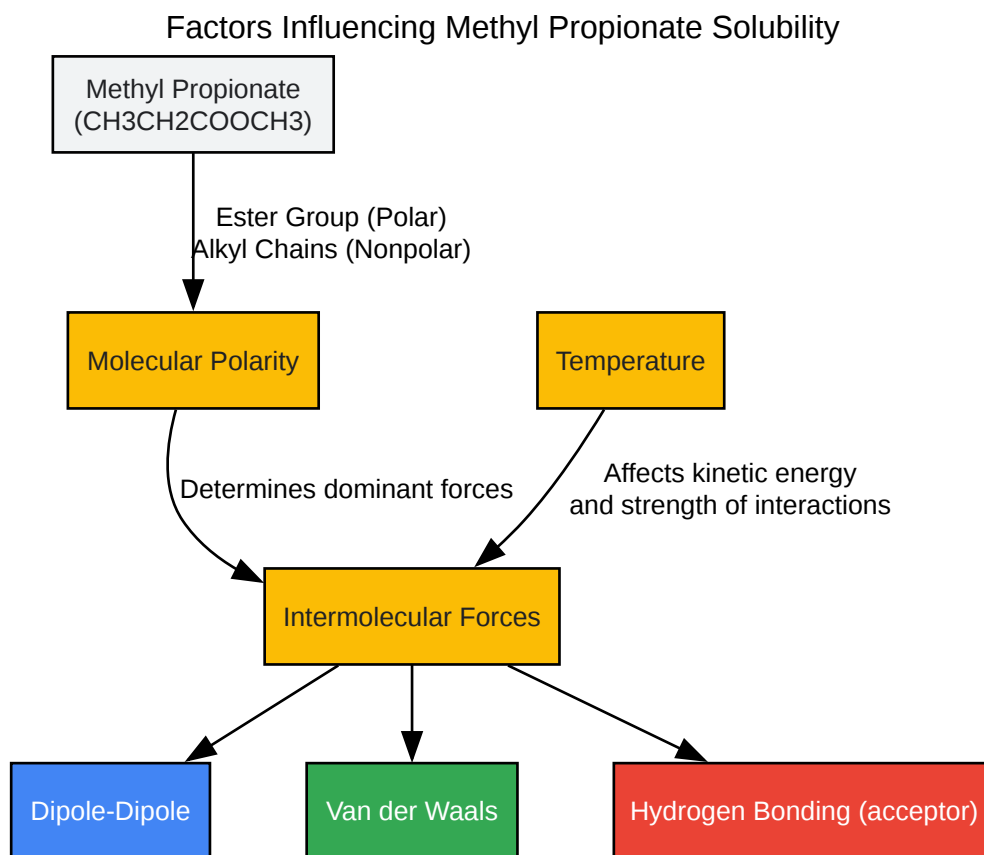 Factors Influencing Methyl Propionate Solubility
Methyl Propionate
(CH3CH2COOCH3)
Ester Group (Polar)
Alkyl Chains (Nonpolar)
Molecular Polarity
Temperature
Determines dominant forces
Affects kinetic energy
and strength of interactions
Intermolecular Forces
Dipole-Dipole
Van der Waals
Hydrogen Bonding (acceptor)